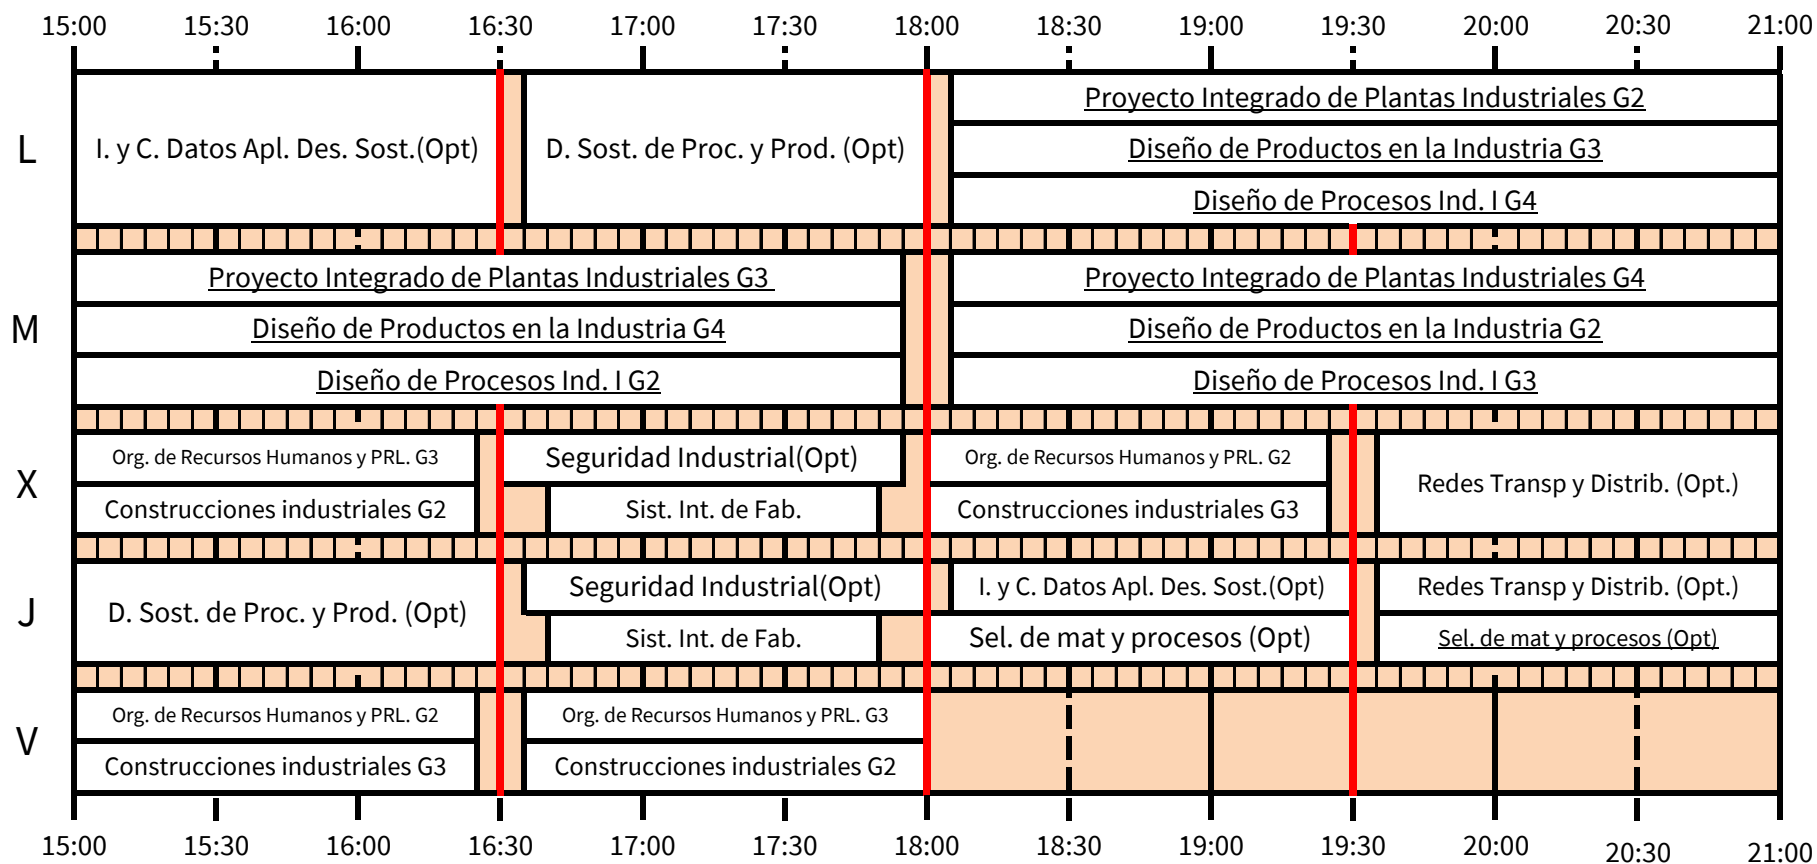 15:00 15:30 16:00 16:30 17:00 17:30 18:00 18:30 19:00 19:30 20:00 20:30 21:00
L
I. y C. Datos Apl. Des. Sost.(Opt)
D. Sost. de Proc. y Prod. (Opt)
Proyecto Integrado de Plantas Industriales G2
Diseño de Productos en la Industria G3
Diseño de Procesos Ind. I G4
M
Proyecto Integrado de Plantas Industriales G3
Diseño de Productos en la Industria G4
Diseño de Procesos Ind. I G2
Proyecto Integrado de Plantas Industriales G4
Diseño de Productos en la Industria G2
Diseño de Procesos Ind. I G3
X
Org. de Recursos Humanos y PRL. G3
Construcciones industriales G2
Seguridad Industrial(Opt)
Sist. Int. de Fab.
Org. de Recursos Humanos y PRL. G2
Construcciones industriales G3
Redes Transp y Distrib. (Opt.)
J
D. Sost. de Proc. y Prod. (Opt)
Seguridad Industrial(Opt)
Sist. Int. de Fab.
I. y C. Datos Apl. Des. Sost.(Opt)
Sel. de mat y procesos (Opt)
Redes Transp y Distrib. (Opt.)
Sel. de mat y procesos (Opt)
V
Org. de Recursos Humanos y PRL. G2
Construcciones industriales G3
Org. de Recursos Humanos y PRL. G3
Construcciones industriales G2
15:00 15:30 16:00 16:30 17:00 17:30 18:00 18:30 19:00 19:30 20:00 20:30 21:00